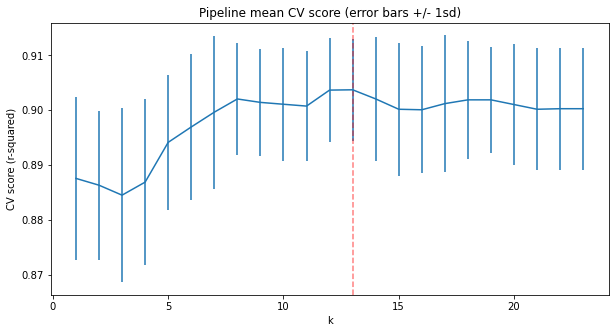 Pipeline mean CV score (error bars +/- 1sd)
0.91
0.90
0.89
0.88
0.87
CV score (r-squared)
0 5 10 15 20
k